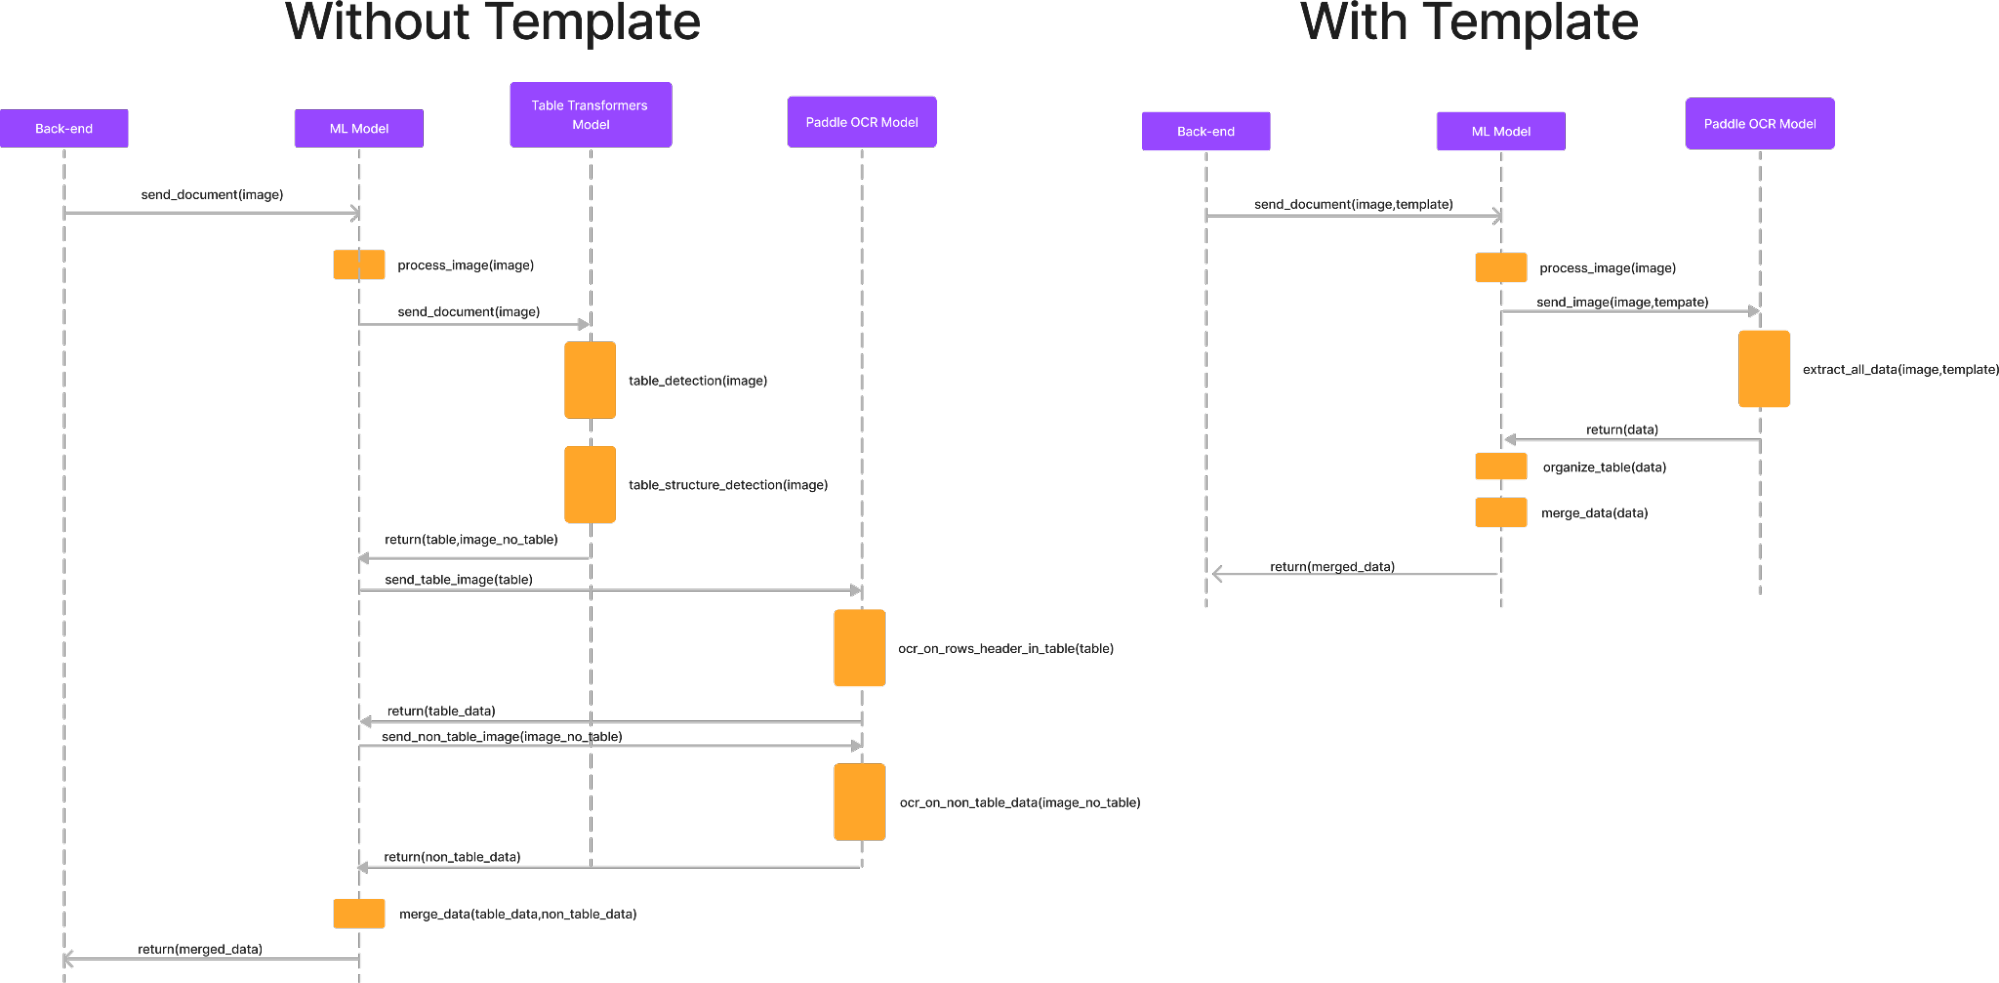 Without Template
Back-end
ML Model
Table Transformers
Model
Paddle OCR Model
send_document(image)
process_image(image)
send_document(image)
table_detection(image)
table_structure_detection(image)
return(table,image_no_table)
send_table_image(table)
ocr_on_rows_header_in_table(table)
return(table_data)
send_non_table_image(image_no_table)
ocr_on_non_table_data(image_no_table)
return(non_table_data)
merge_data(table_data,non_table_data)
return(merged_data)
With Template
Back-end
ML Model
Paddle OCR Model
send_document(image,template)
process_image(image)
send_image(image,tempate)
extract_all_data(image,template)
return(data)
organize_table(data)
merge_data(data)
return(merged_data)